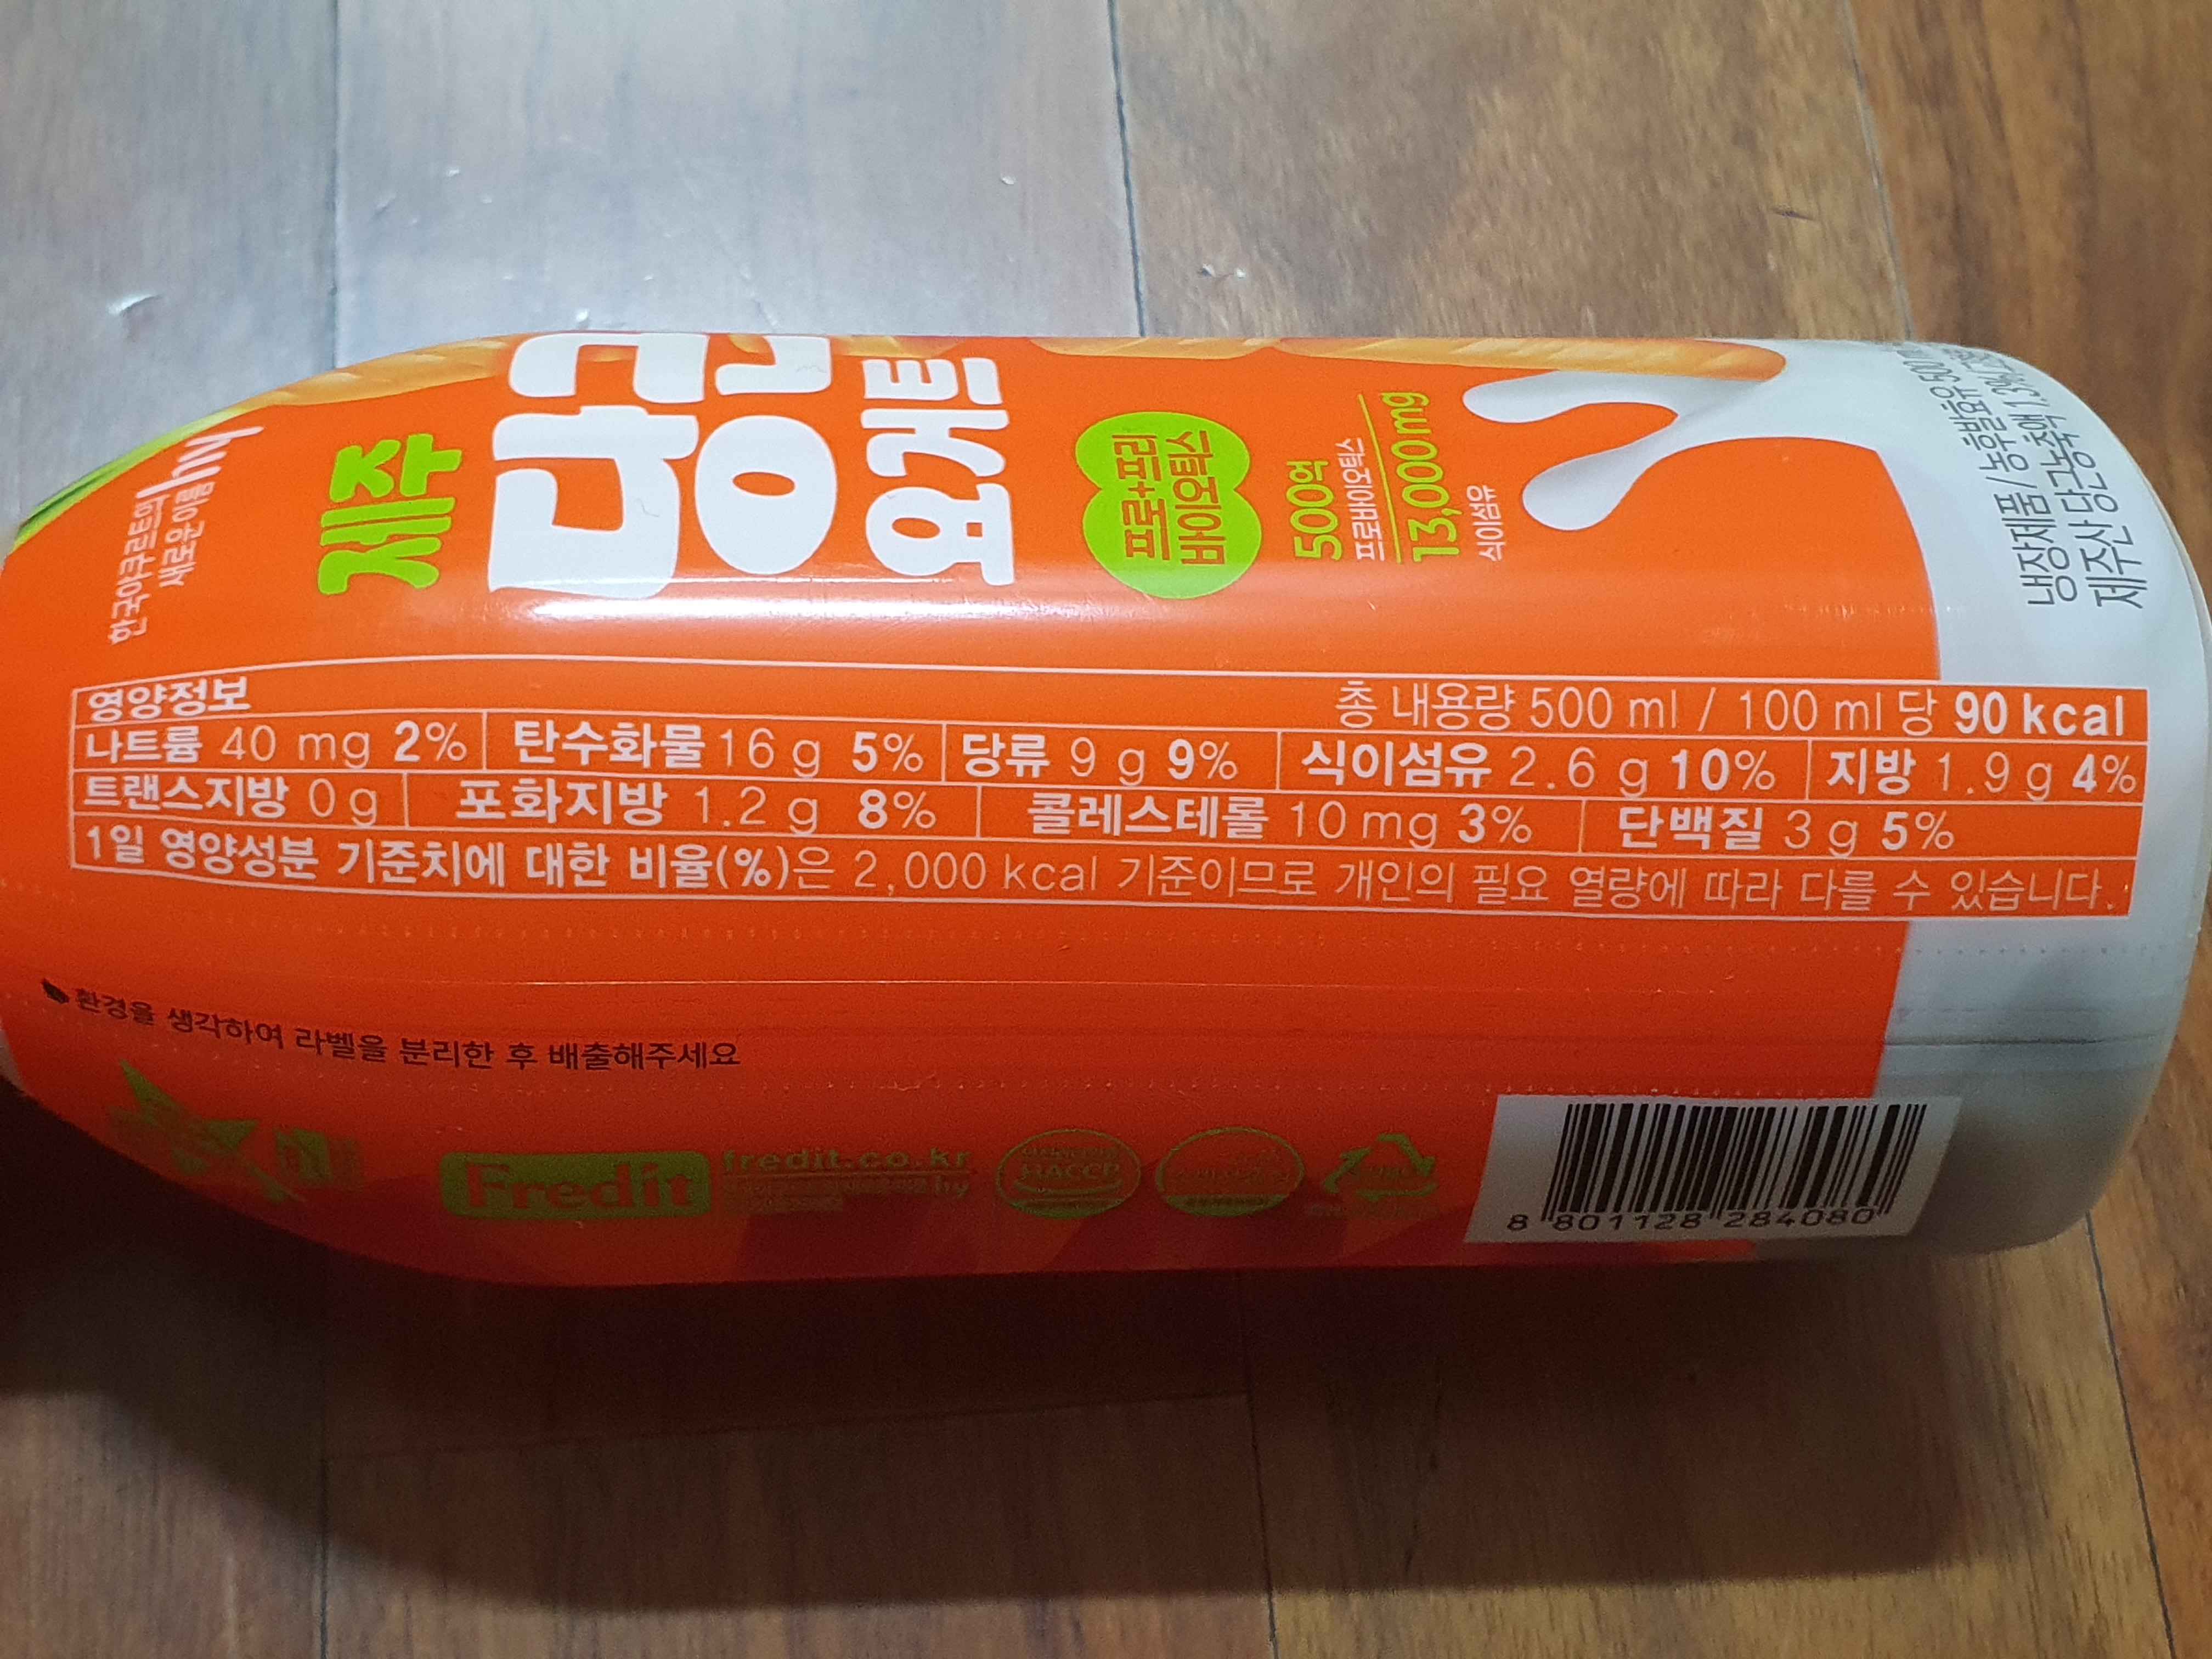 한국야쿠르트의
새로운 이름 hy
제주
당근
요거트
프로+프리
바이오틱스
500억
프로바이오틱스
13,000mg
식이섬유
냉장제품/농후발효유 500
제주산 당근농축액 1.3%
영양정보 총 내용량 500 ml / 100 ml 당 90 kcal
나트륨 40 mg 2% 탄수화물 16 g 5% 당류 9 g 9% 식이섬유 2.6 g 10% 지방 1.9 g 4%
트랜스지방 0 g 포화지방 1.2 g 8% 콜레스테롤 10 mg 3% 단백질 3 g 5%
1일 영양성분 기준치에 대한 비율(%)은 2,000 kcal 기준이므로 개인의 필요 열량에 따라 다를 수 있습니다.
환경을 생각하여 라벨을 분리한 후 배출해주세요
Fredit
fredit.co.kr
hy
HACCP
8 801128 284080